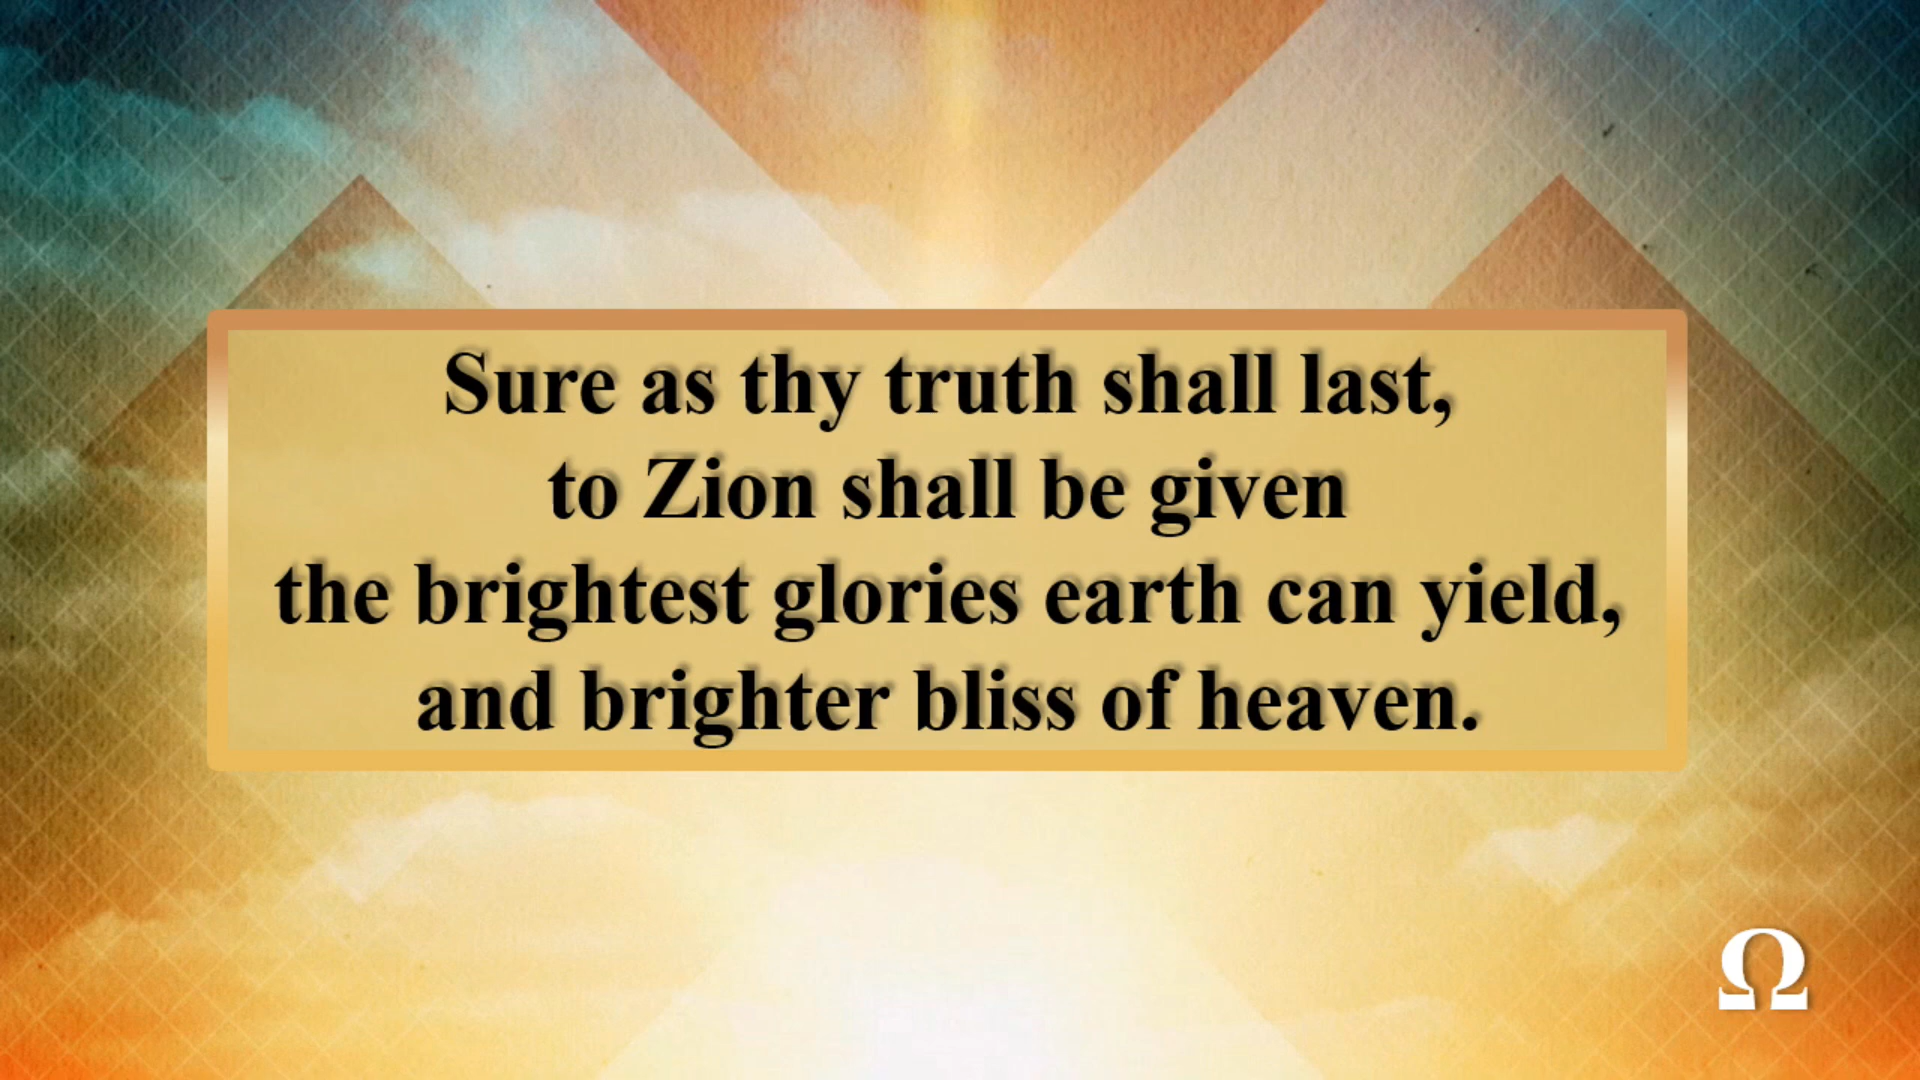 Sure as thy truth shall last,
to Zion shall be given
the brightest glories earth can yield,
and brighter bliss of heaven.
Ω